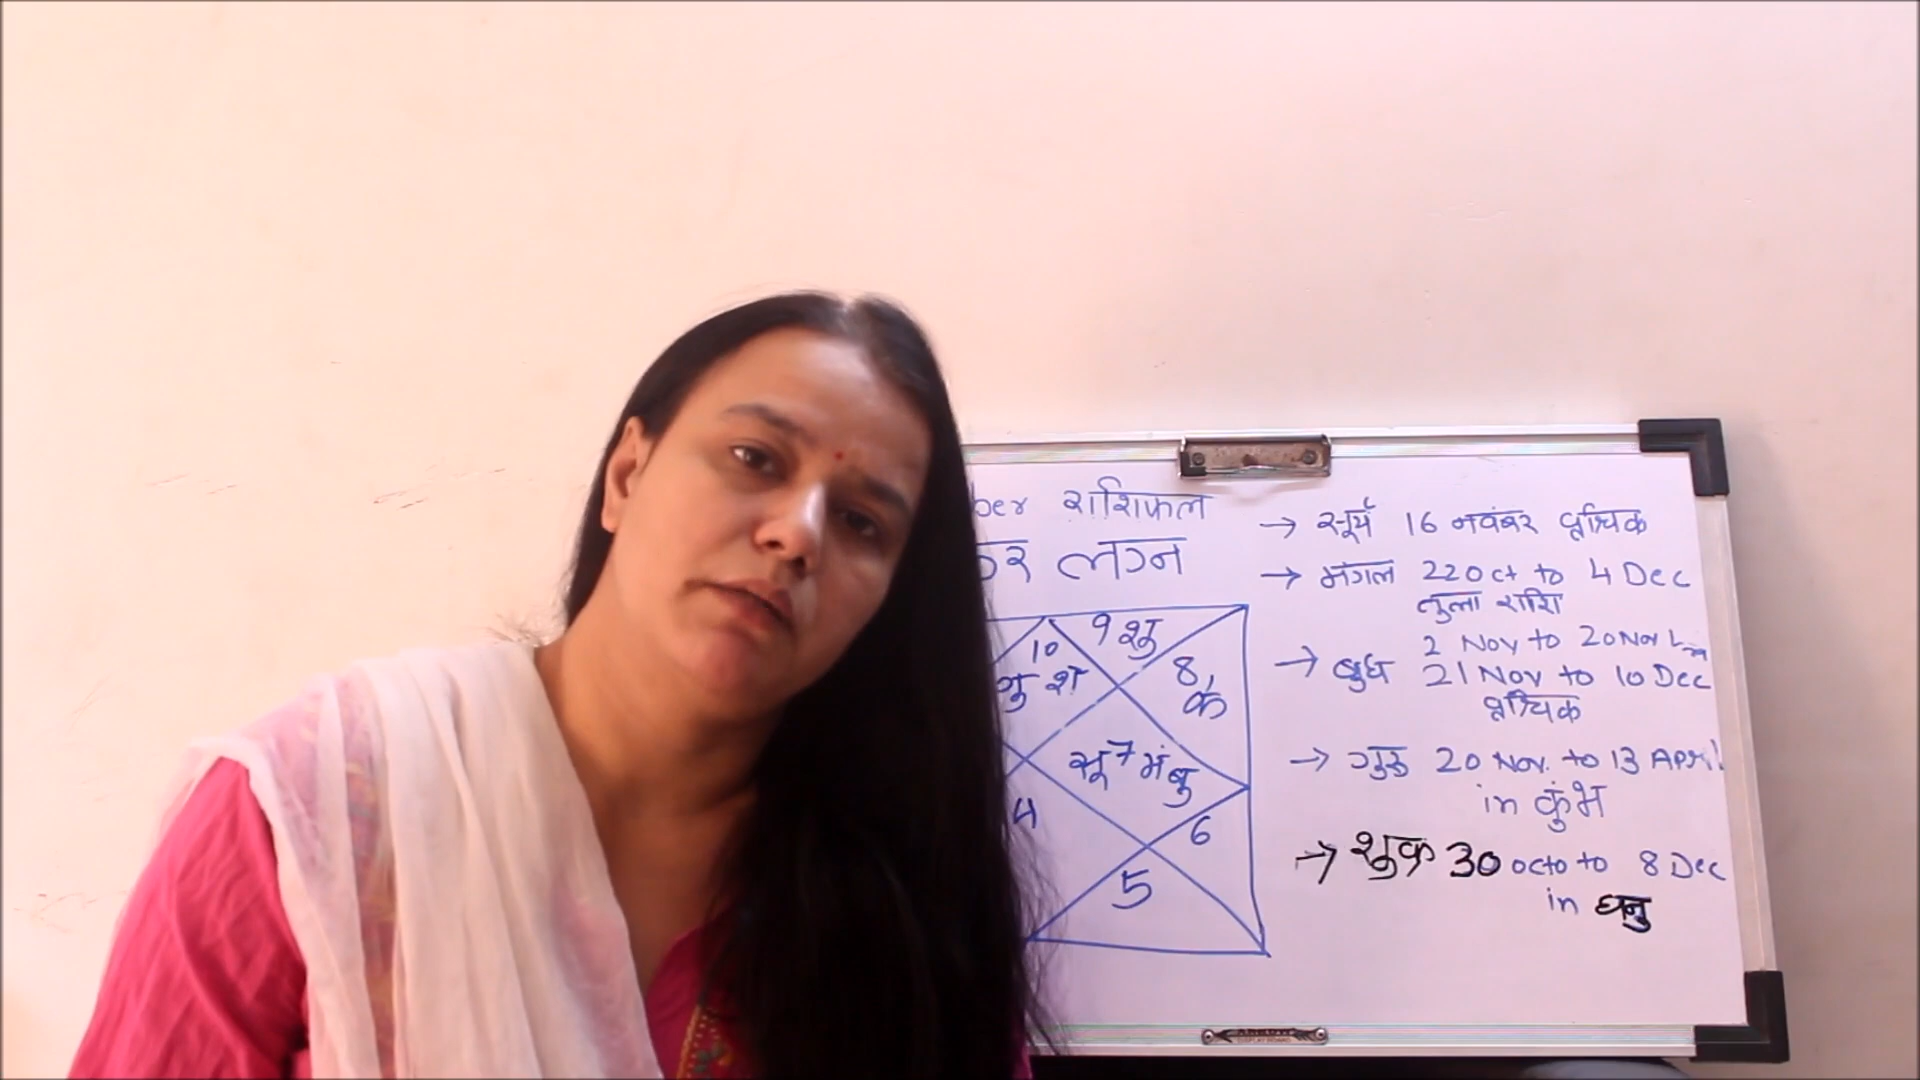 ber राशिफल
कर लग्न
9 शु
10
गु श
8,
के
सू 7 मं बु
4
6
5
→ सूर्य 16 नवंबर वृश्चिक
→ मंगल 22 Oct to 4 Dec
तुला राशि
2 Nov to 20 Nov
→ बुध 21 Nov to 10 Dec
वृश्चिक
→ गुरु 20 Nov. to 13 April
in कुंभ
→ शुक्र 30 octo to 8 Dec
in धनु